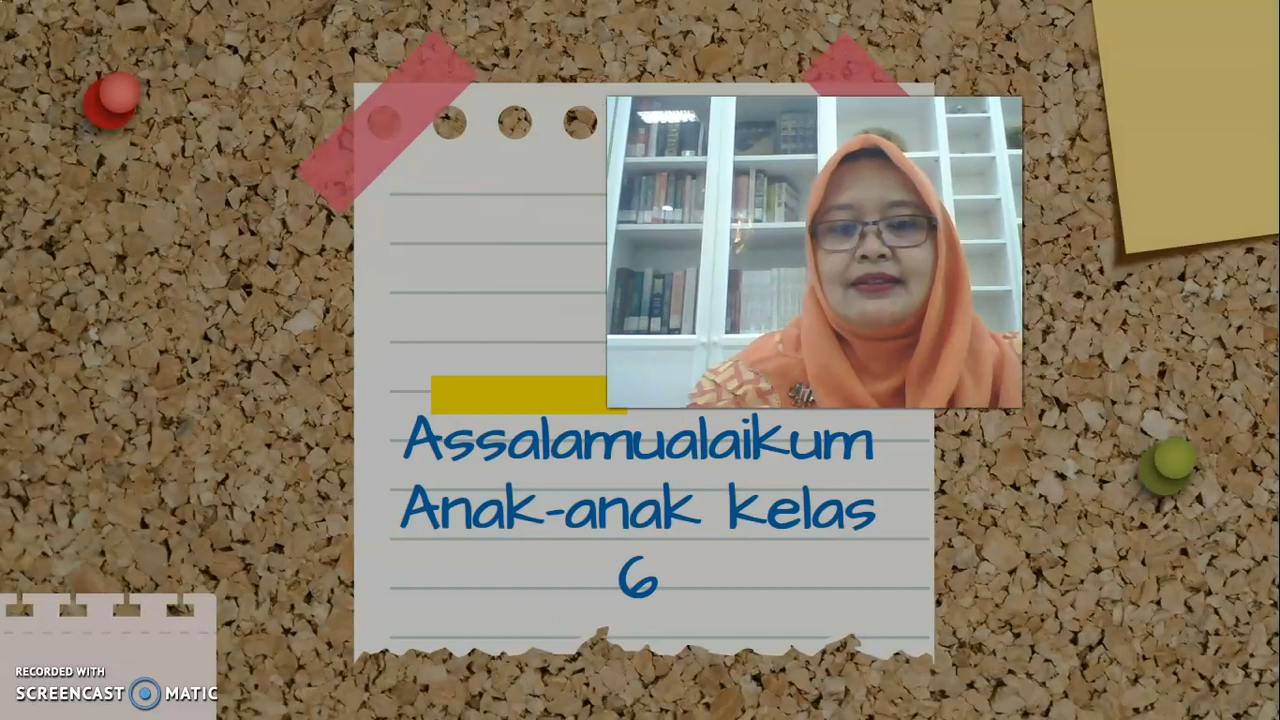 Assalamualaikum
Anak-anak kelas
6
RECORDED WITH
SCREENCAST MATIC